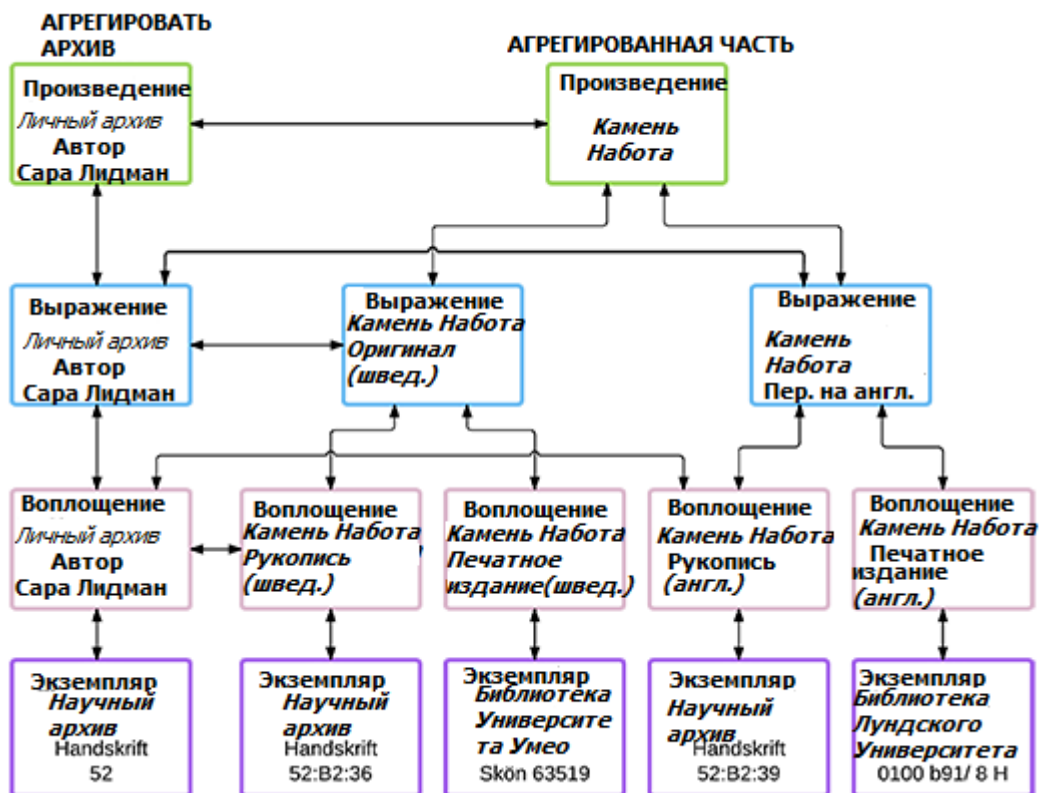 АГРЕГИРОВАТЬ
АРХИВ
АГРЕГИРОВАННАЯ ЧАСТЬ
Произведение
Личный архив
Автор
Сара Лидман
Произведение
Камень
Набота
Выражение
Личный архив
Автор
Сара Лидман
Выражение
Камень Набота
Оригинал
(швед.)
Выражение
Камень
Набота
Пер. на англ.
Воплощение
Личный архив
Автор
Сара Лидман
Воплощение
Камень Набота
Рукопись
(швед.)
Воплощение
Камень Набота
Печатное
издание(швед.)
Воплощение
Камень Набота
Рукопись
(англ.)
Воплощение
Камень Набота
Печатное
издание
(англ.)
Экземпляр
Научный
архив
Handskrift
52
Экземпляр
Научный
архив
Handskrift
52:B2:36
Экземпляр
Библиотека
Университе
та Умео
Skön 63519
Экземпляр
Научный
архив
Handskrift
52:B2:39
Экземпляр
Библиотека
Лундского
Университета
0100 b91/ 8 H